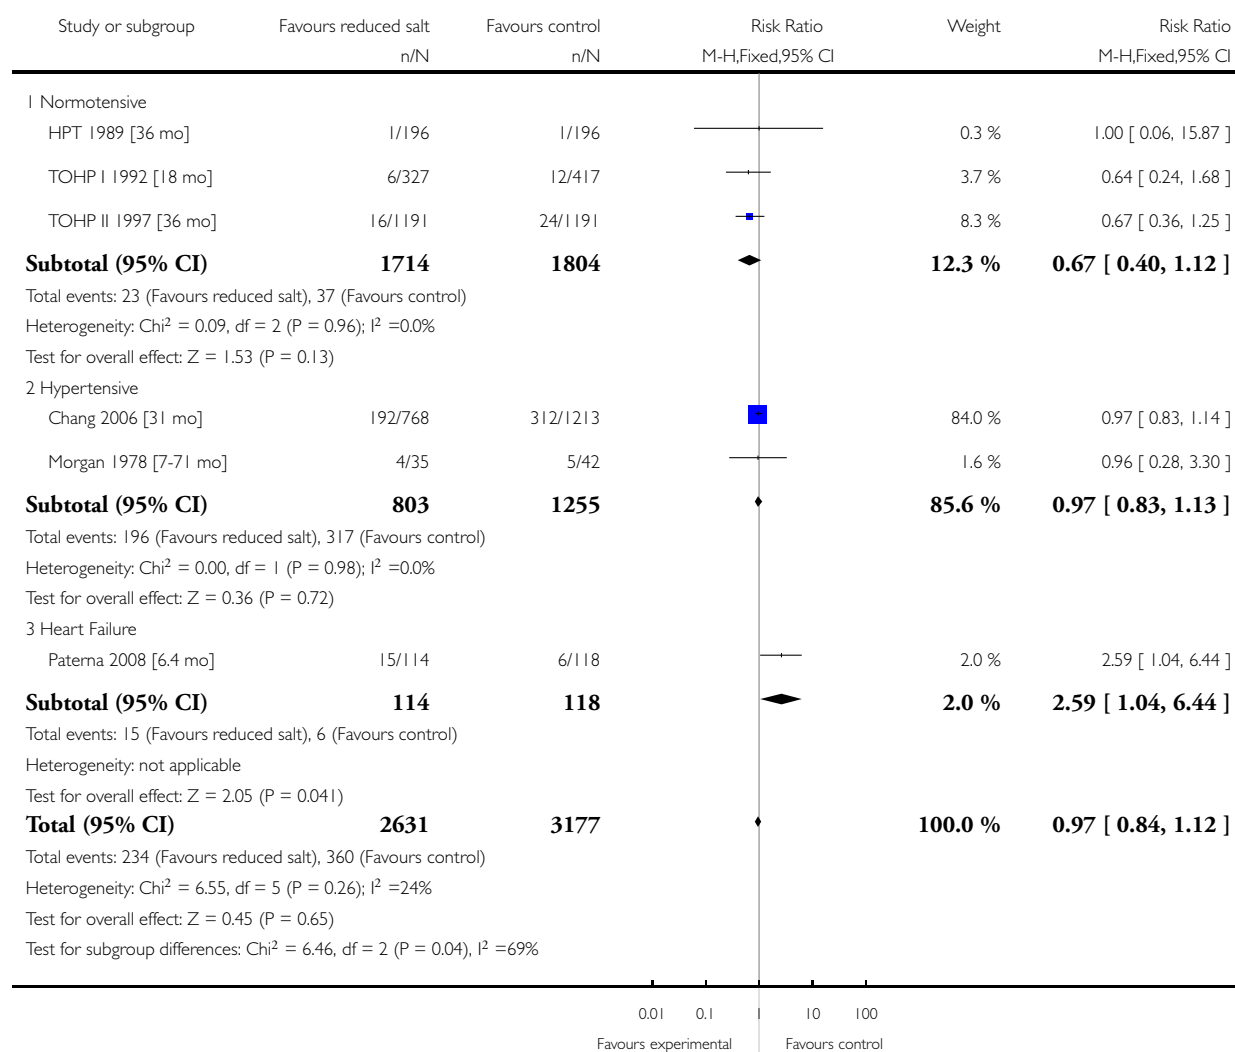 Study or subgroup Favours reduced salt Favours control Risk Ratio Weight Risk Ratio
n/N n/N M-H,Fixed,95% CI M-H,Fixed,95% CI
1 Normotensive
HPT 1989 [36 mo] 1/196 1/196 0.3 % 1.00 [ 0.06, 15.87 ]
TOHP I 1992 [18 mo] 6/327 12/417 3.7 % 0.64 [ 0.24, 1.68 ]
TOHP II 1997 [36 mo] 16/1191 24/1191 8.3 % 0.67 [ 0.36, 1.25 ]
Subtotal (95% CI) 1714 1804 12.3 % 0.67 [ 0.40, 1.12 ]
Total events: 23 (Favours reduced salt), 37 (Favours control)
Heterogeneity: Chi² = 0.09, df = 2 (P = 0.96); I² =0.0%
Test for overall effect: Z = 1.53 (P = 0.13)
2 Hypertensive
Chang 2006 [31 mo] 192/768 312/1213 84.0 % 0.97 [ 0.83, 1.14 ]
Morgan 1978 [7-71 mo] 4/35 5/42 1.6 % 0.96 [ 0.28, 3.30 ]
Subtotal (95% CI) 803 1255 85.6 % 0.97 [ 0.83, 1.13 ]
Total events: 196 (Favours reduced salt), 317 (Favours control)
Heterogeneity: Chi² = 0.00, df = 1 (P = 0.98); I² =0.0%
Test for overall effect: Z = 0.36 (P = 0.72)
3 Heart Failure
Paterna 2008 [6.4 mo] 15/114 6/118 2.0 % 2.59 [ 1.04, 6.44 ]
Subtotal (95% CI) 114 118 2.0 % 2.59 [ 1.04, 6.44 ]
Total events: 15 (Favours reduced salt), 6 (Favours control)
Heterogeneity: not applicable
Test for overall effect: Z = 2.05 (P = 0.041)
Total (95% CI) 2631 3177 100.0 % 0.97 [ 0.84, 1.12 ]
Total events: 234 (Favours reduced salt), 360 (Favours control)
Heterogeneity: Chi² = 6.55, df = 5 (P = 0.26); I² =24%
Test for overall effect: Z = 0.45 (P = 0.65)
Test for subgroup differences: Chi² = 6.46, df = 2 (P = 0.04), I² =69%
0.01 0.1 1 10 100
Favours experimental Favours control